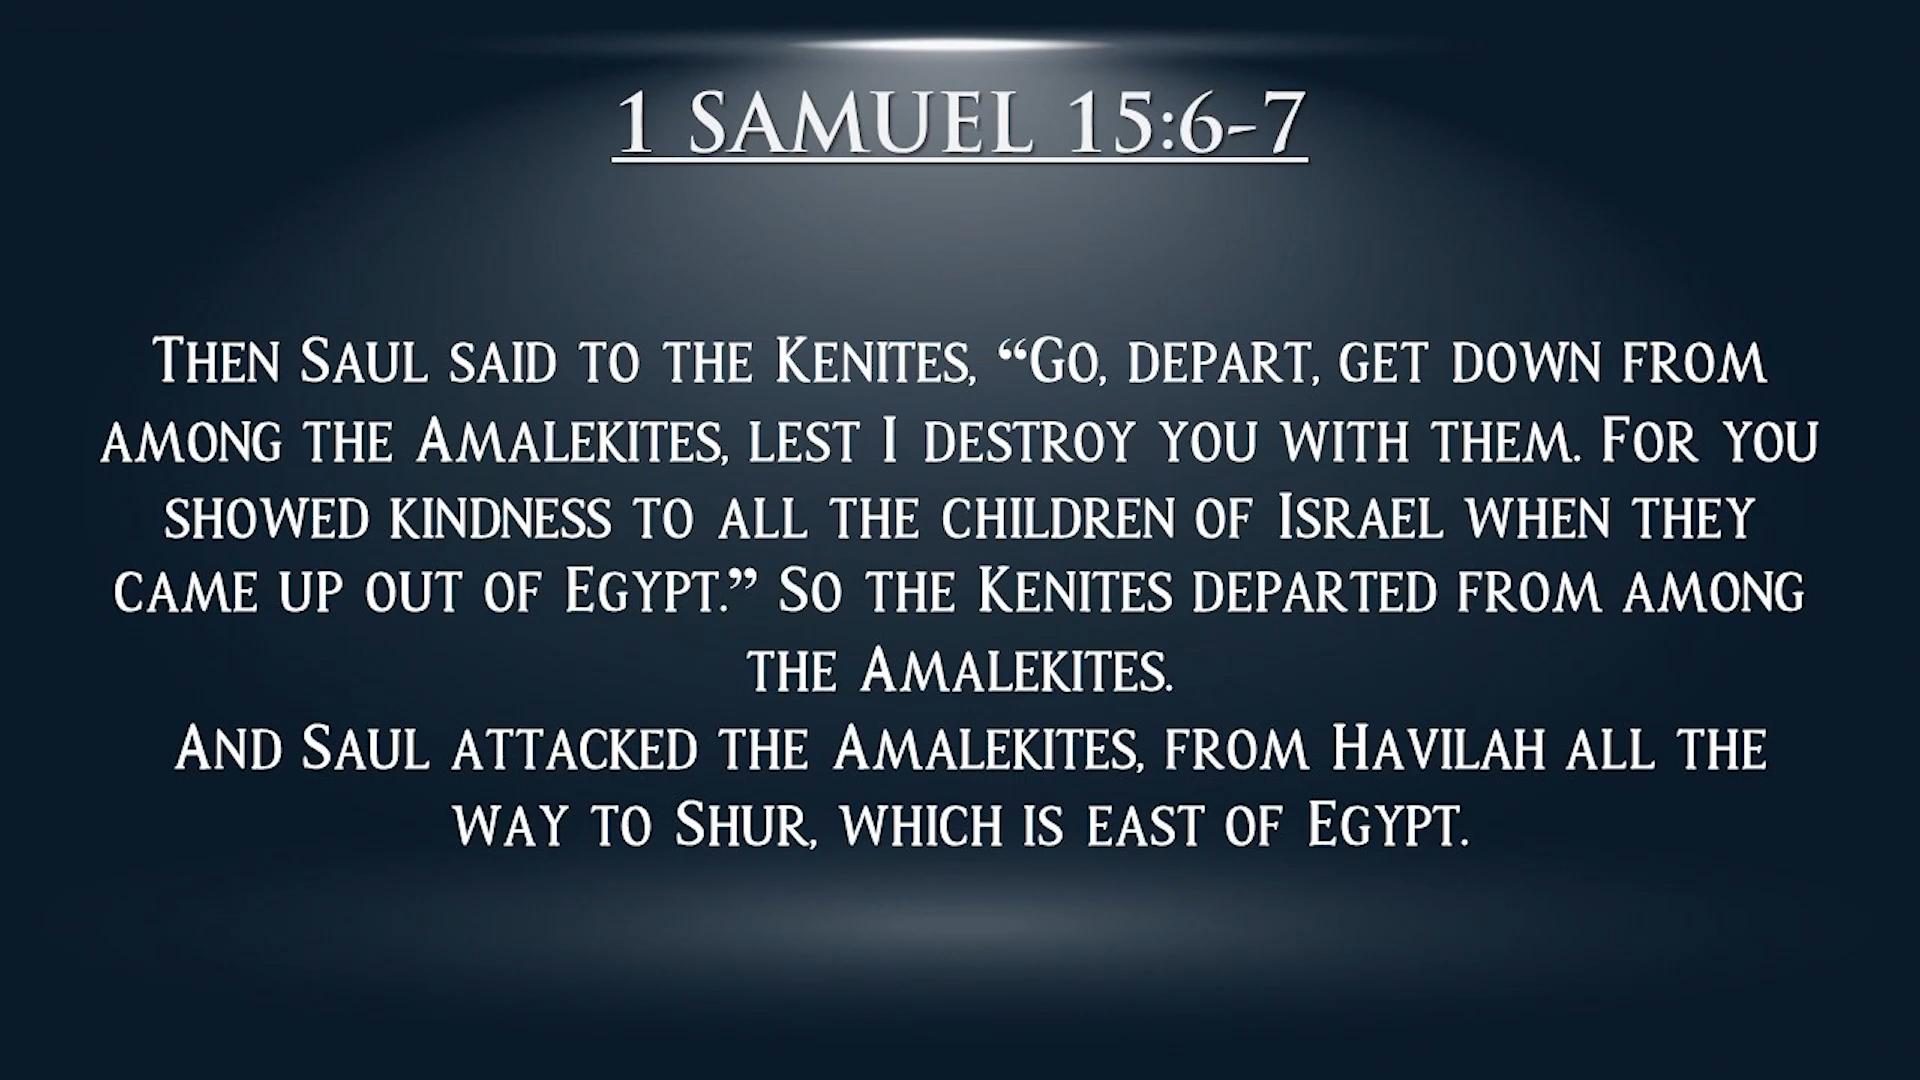 1 SAMUEL 15:6-7
Then Saul said to the Kenites, “Go, depart, get down from
among the Amalekites, lest I destroy you with them. For you
showed kindness to all the children of Israel when they
came up out of Egypt.” So the Kenites departed from among
the Amalekites.
And Saul attacked the Amalekites, from Havilah all the
way to Shur, which is east of Egypt.